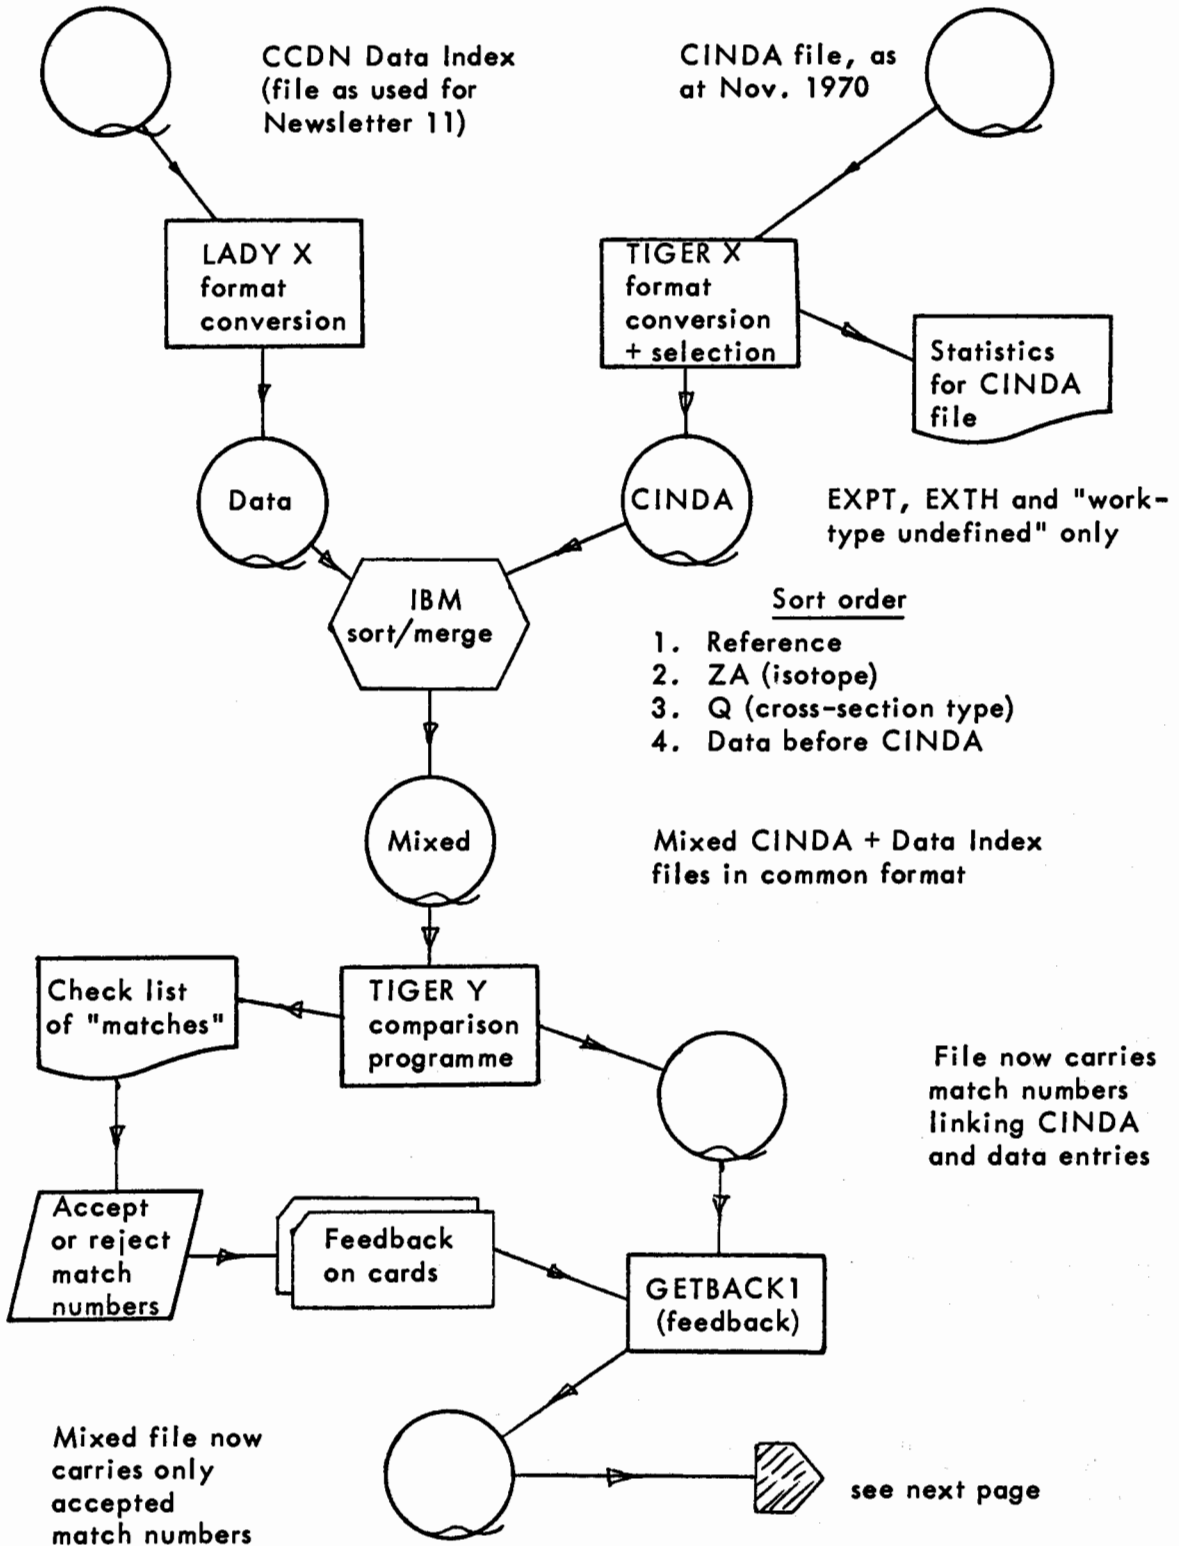 CCDN Data Index
(file as used for
Newsletter 11)
CINDA file, as
at Nov. 1970
LADY X
format
conversion
TIGER X
format
conversion
+ selection
Statistics
for CINDA
file
Data
CINDA
EXPT, EXTH and "work-
type undefined" only
IBM
sort/merge
Sort order
1. Reference
2. ZA (isotope)
3. Q (cross-section type)
4. Data before CINDA
Mixed
Mixed CINDA + Data Index
files in common format
Check list
of "matches"
TIGER Y
comparison
programme
File now carries
match numbers
linking CINDA
and data entries
Accept
or reject
match
numbers
Feedback
on cards
GETBACK1
(feedback)
Mixed file now
carries only
accepted
match numbers
see next page